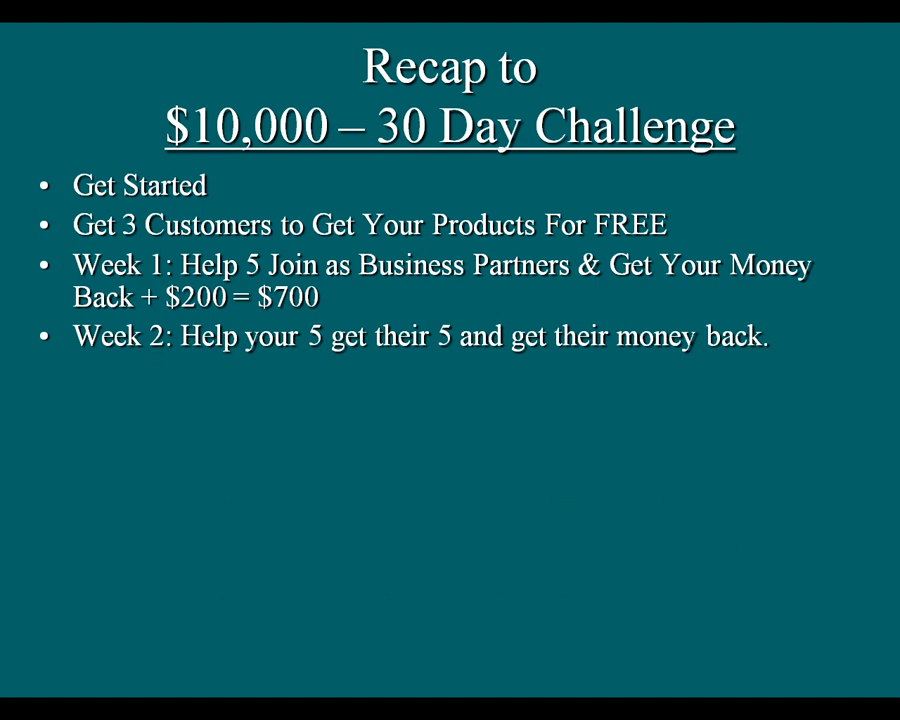 Recap to
$10,000 – 30 Day Challenge
• Get Started
• Get 3 Customers to Get Your Products For FREE
• Week 1: Help 5 Join as Business Partners & Get Your Money
Back + $200 = $700
• Week 2: Help your 5 get their 5 and get their money back.